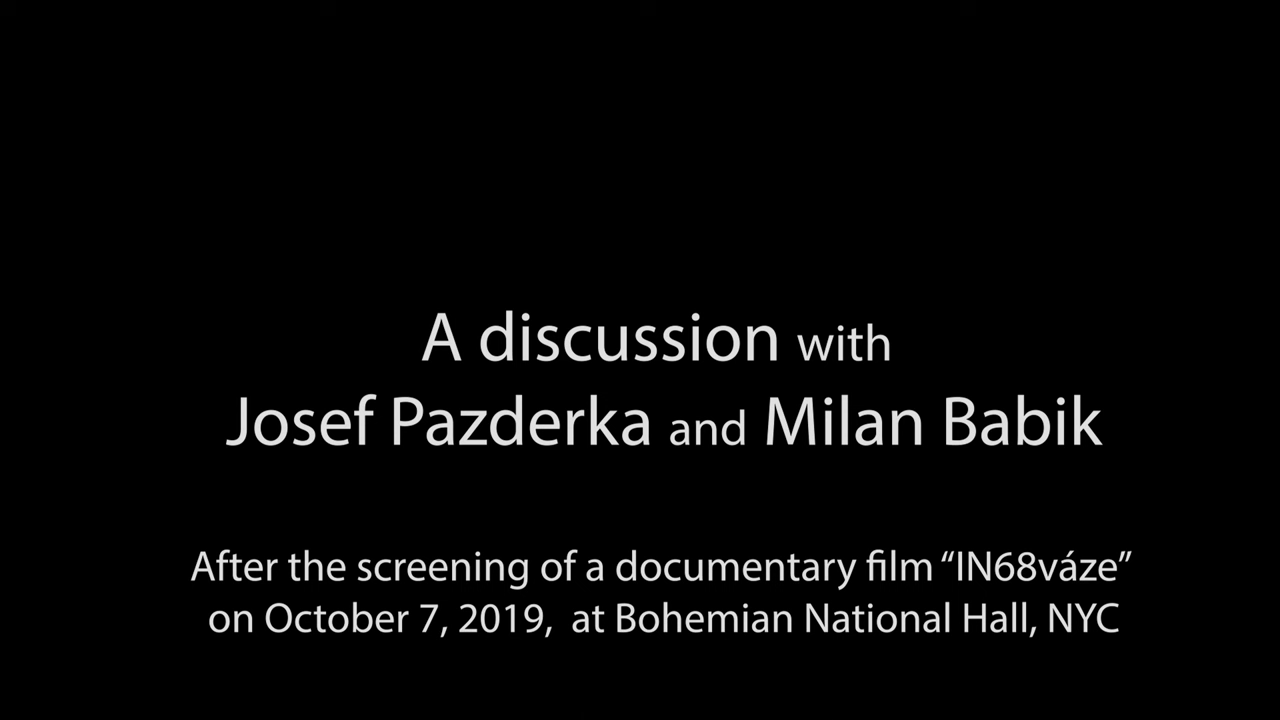 A discussion with
Josef Pazderka and Milan Babik
After the screening of a documentary film “IN68váze”
on October 7, 2019, at Bohemian National Hall, NYC